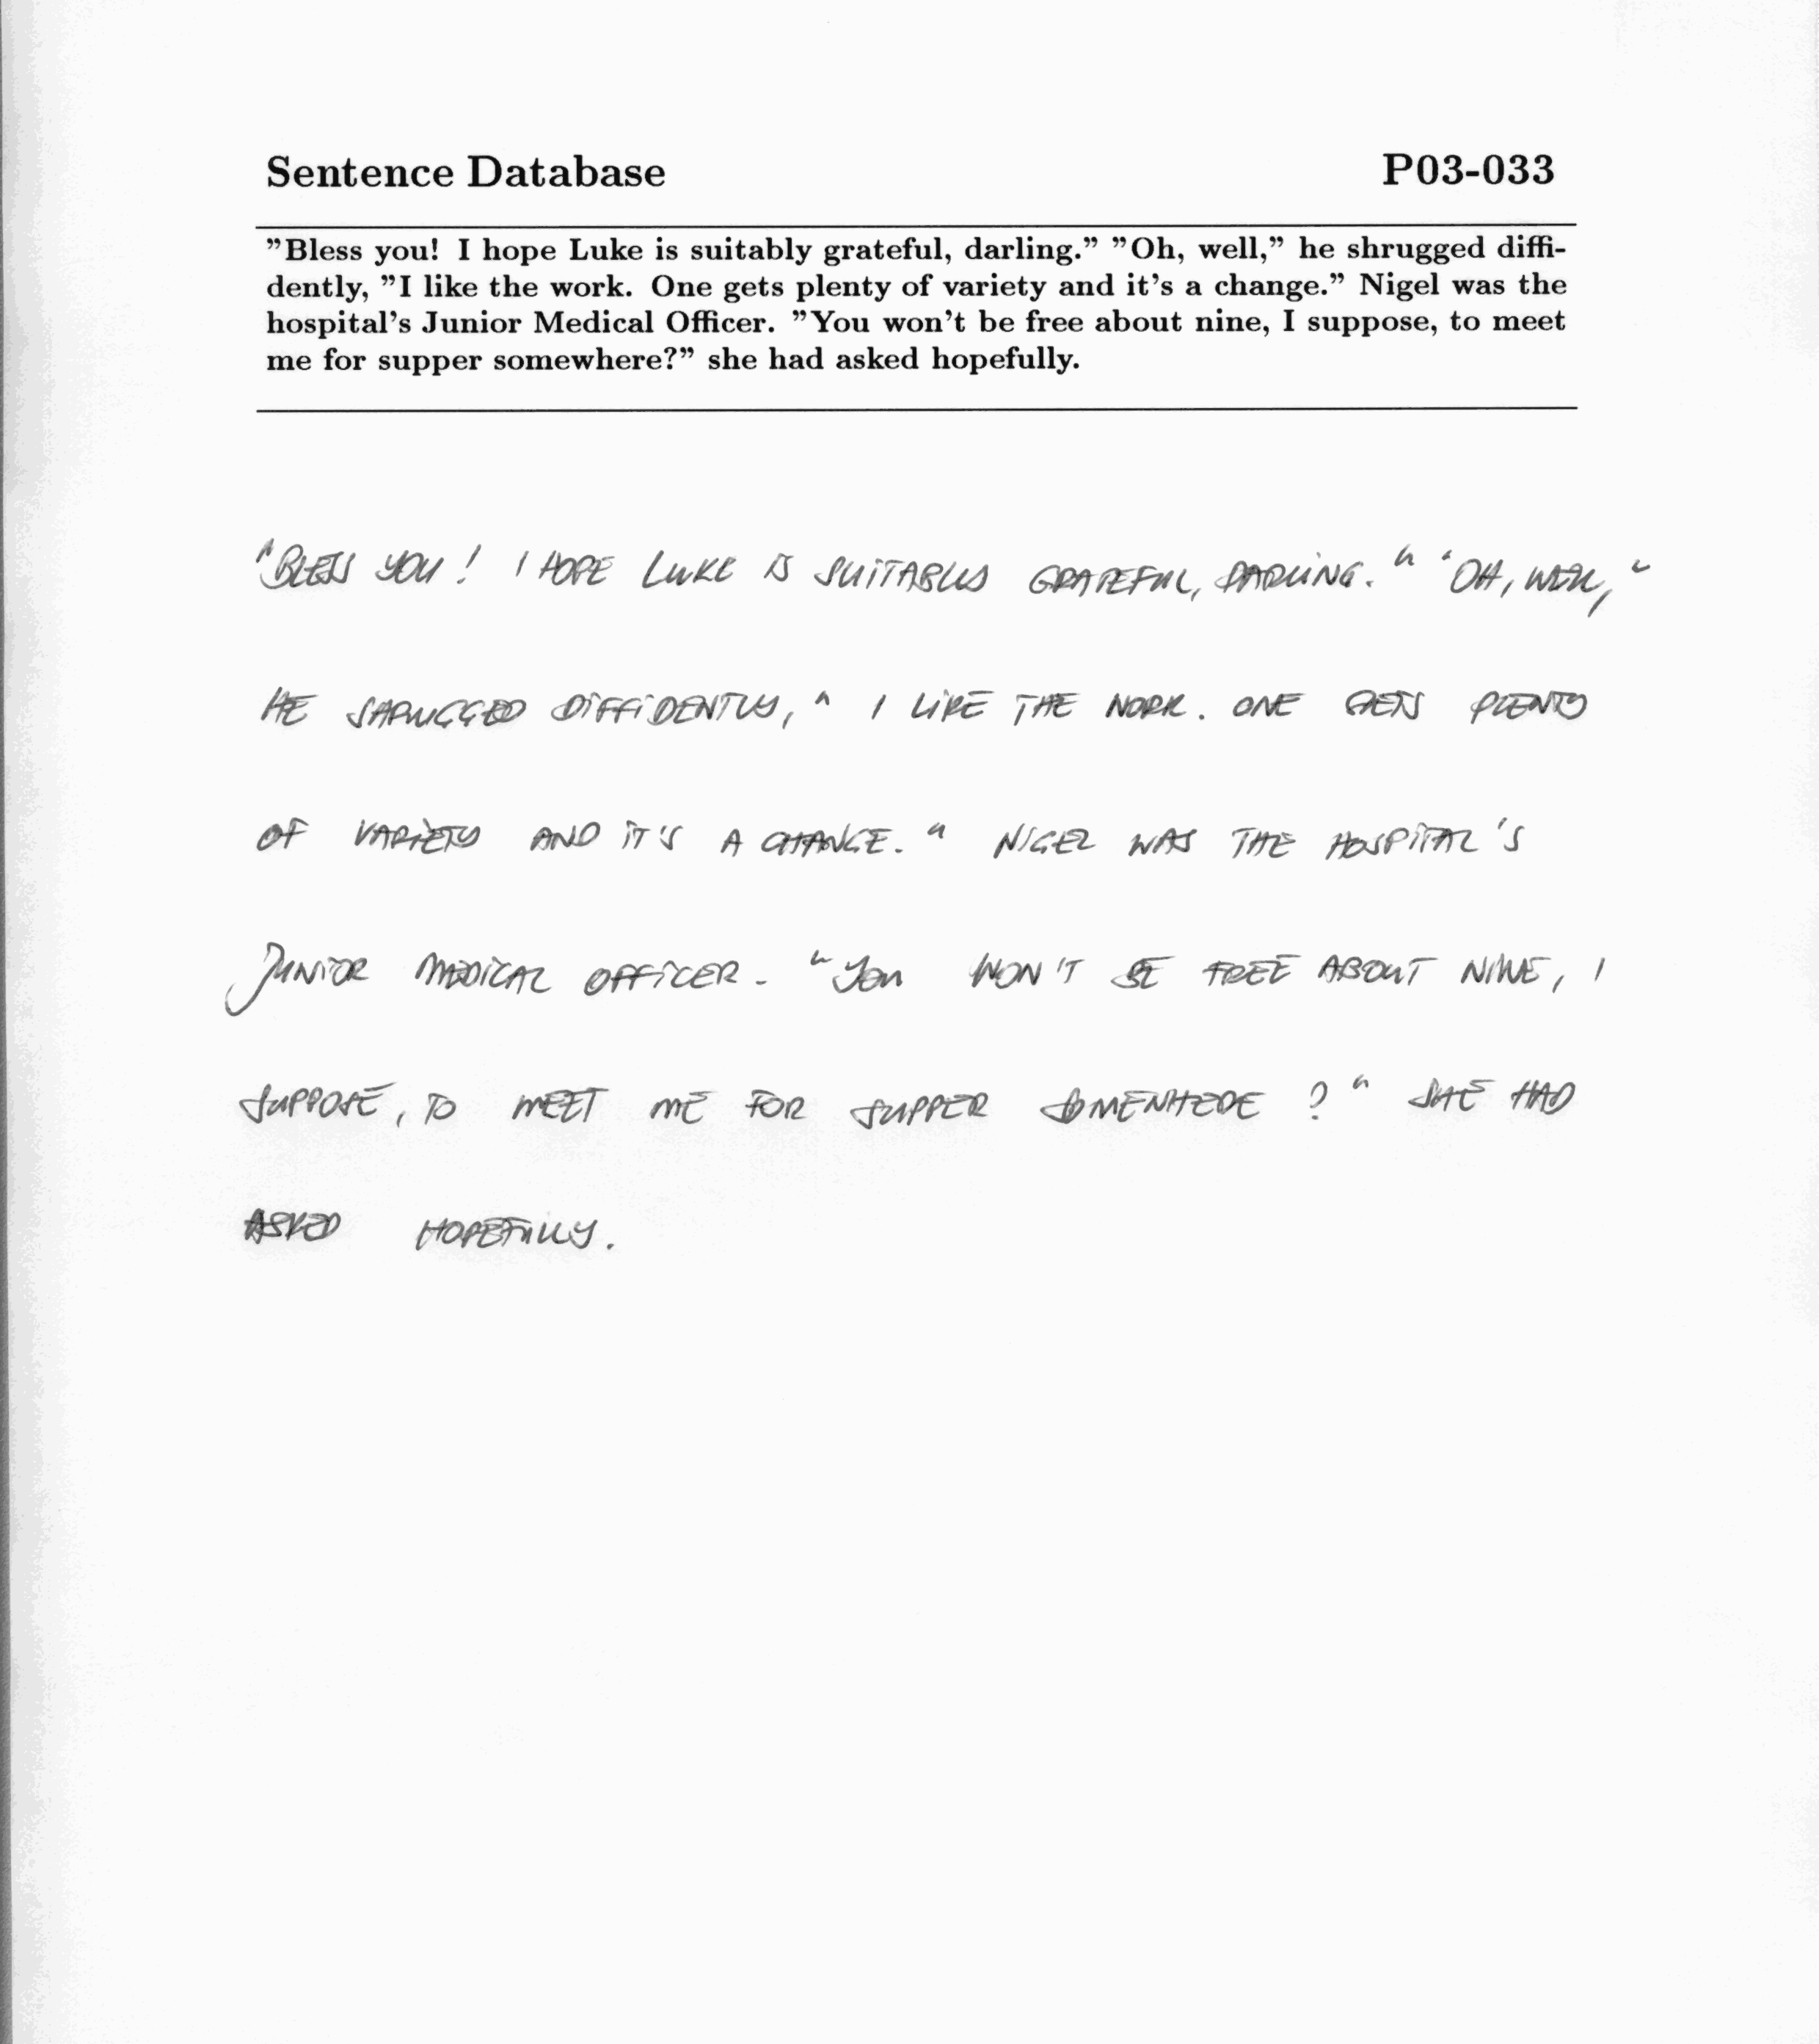 Sentence Database P03-033
”Bless you! I hope Luke is suitably grateful, darling.” ”Oh, well,” he shrugged diffi-
dently, ”I like the work. One gets plenty of variety and it’s a change.” Nigel was the
hospital’s Junior Medical Officer. ”You won’t be free about nine, I suppose, to meet
me for supper somewhere?” she had asked hopefully.
"BLESS YOU! I HOPE LUKE IS SUITABLY GRATEFUL, DARLING." "OH, WELL,"
HE SHRUGGED DIFFIDENTLY, " I LIKE THE WORK. ONE GETS PLENTY
OF VARIETY AND IT'S A CHANGE." NIGEL WAS THE HOSPITAL'S
JUNIOR MEDICAL OFFICER. "You WON'T BE FREE ABOUT NINE, I
SUPPOSE, TO MEET ME FOR SUPPER SOMEWHERE ?" SHE HAD
ASKED HOPEFULLY.